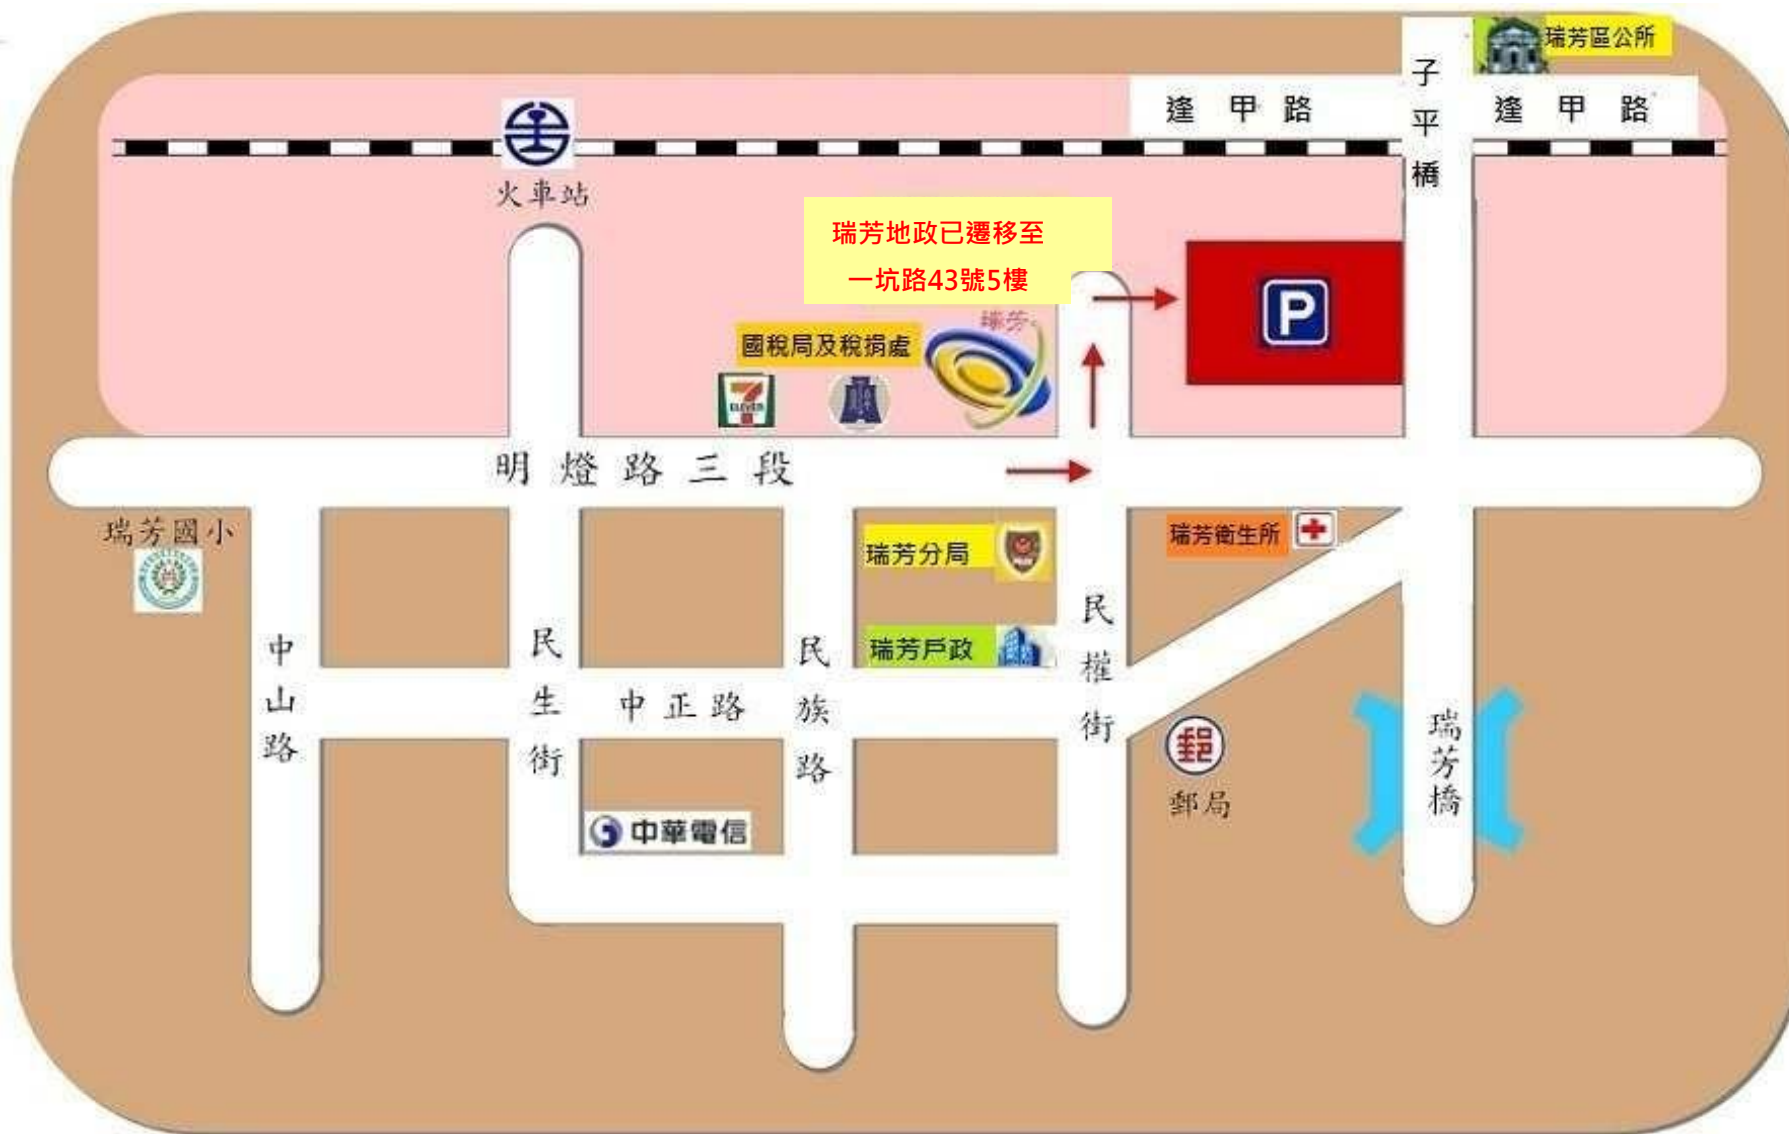 瑞芳區公所
子平橋
逢甲路
逢甲路
火車站
瑞芳地政已遷移至
一坑路43號5樓
P
瑞芳
國稅局及稅捐處
7
ELEVEN
明燈路三段
瑞芳國小
瑞芳分局
瑞芳衛生所
瑞芳戶政
中山路
民生街
中正路
民族路
民權街
瑞芳橋
郵
郵局
中華電信